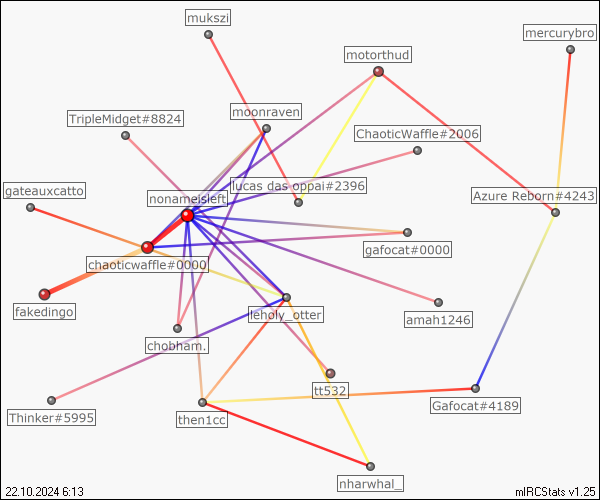 mukszi
mercurybro
motorthud
TripleMidget#8824
moonraven
ChaoticWaffle#2006
gateauxcatto
nonameisleft
lucas das oppai#2396
Azure Reborn#4243
chaoticwaffle#0000
gafocat#0000
fakedingo
leholy_otter
amah1246
chobham.
tt532
Thinker#5995
then1cc
Gafocat#4189
nharwhal_
22.10.2024 6:13
mIRCStats v1.25